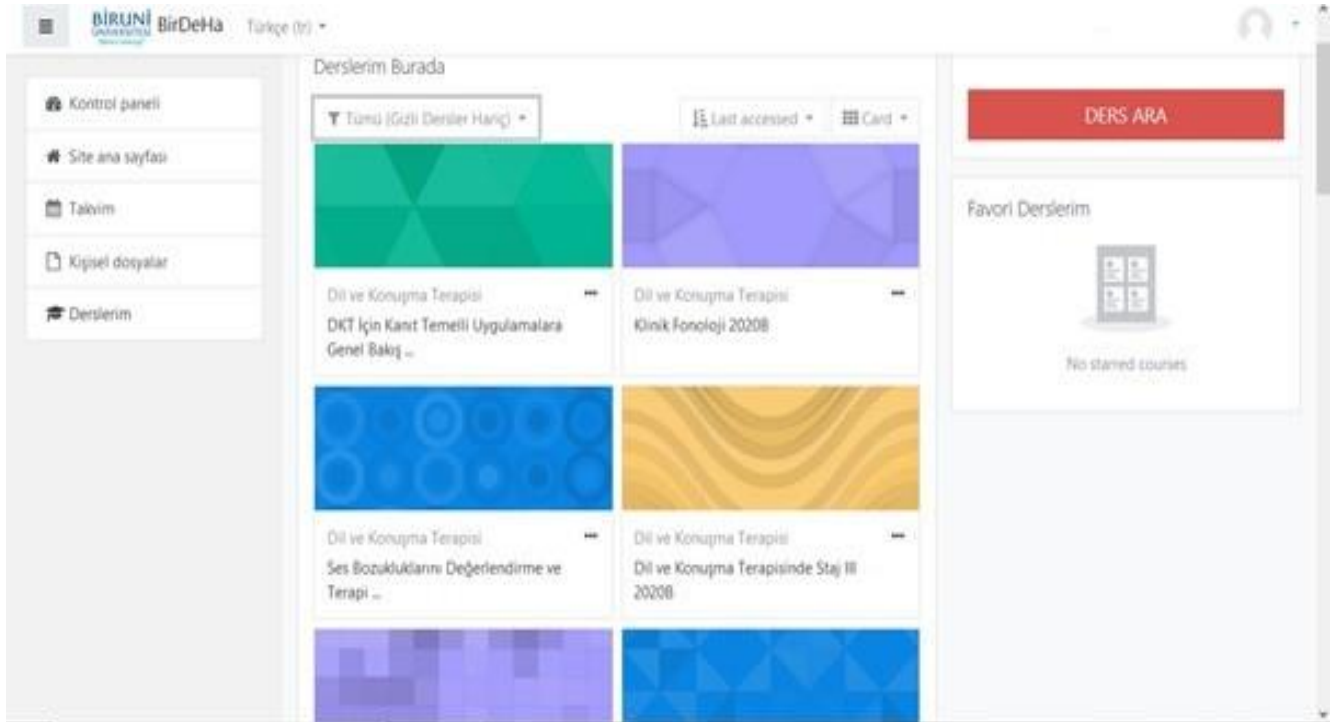 BİRUNİ
ÜNİVERSİTESİ
BirDeHa
Türkçe (tr)
Kontrol paneli
Site ana sayfası
Takvim
Kişisel dosyalar
Derslerim
Derslerim Burada
Tümü (Gizli Dersler Hariç)
Last accessed
Card
Dil ve Konuşma Terapisi
DKT İçin Kanıt Temelli Uygulamalara
Genel Bakış ...
Dil ve Konuşma Terapisi
Klinik Fonoloji 2020B
Dil ve Konuşma Terapisi
Ses Bozukluklarını Değerlendirme ve
Terapi ...
Dil ve Konuşma Terapisi
Dil ve Konuşma Terapisinde Staj III
2020B
DERS ARA
Favori Derslerim
No starred courses